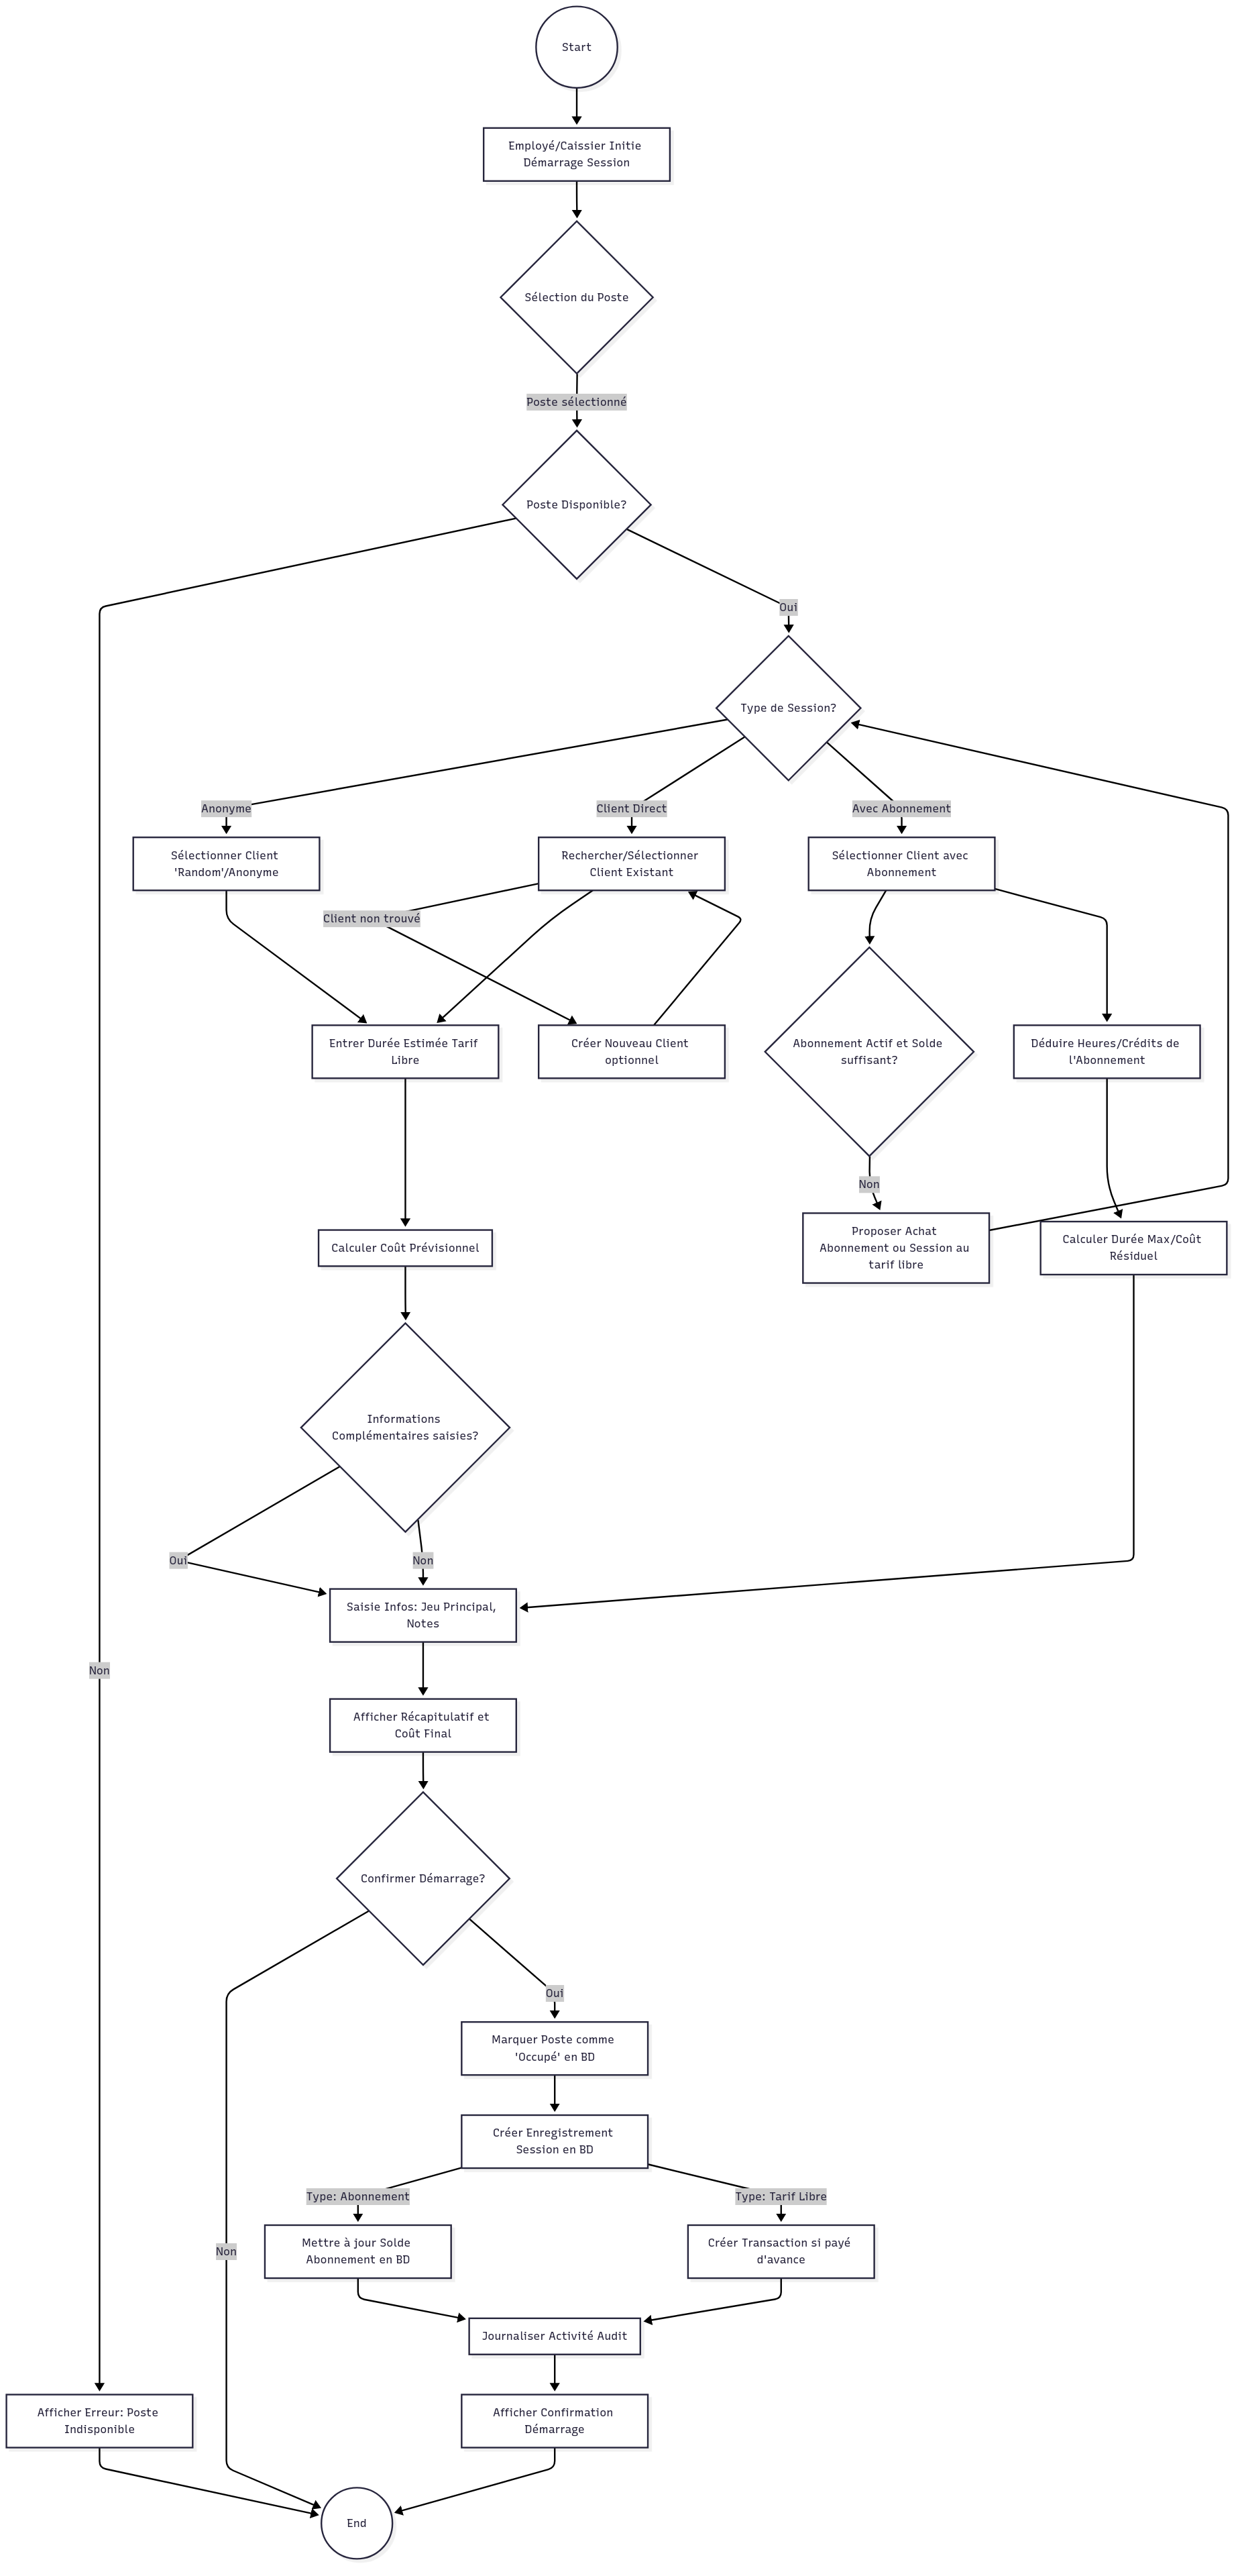 Start
Employé/Caissier Initie
Démarrage Session
Sélection du Poste
Poste sélectionné
Poste Disponible?
Oui
Type de Session?
Anonyme
Client Direct
Avec Abonnement
Sélectionner Client
'Random'/Anonyme
Rechercher/Sélectionner
Client Existant
Sélectionner Client avec
Abonnement
Client non trouvé
Entrer Durée Estimée Tarif
Libre
Créer Nouveau Client
optionnel
Abonnement Actif et Solde
suffisant?
Déduire Heures/Crédits de
l'Abonnement
Non
Calculer Coût Prévisionnel
Proposer Achat
Abonnement ou Session au
tarif libre
Calculer Durée Max/Coût
Résiduel
Informations
Complémentaires saisies?
Oui
Non
Saisie Infos: Jeu Principal,
Notes
Non
Afficher Récapitulatif et
Coût Final
Confirmer Démarrage?
Oui
Marquer Poste comme
'Occupé' en BD
Créer Enregistrement
Session en BD
Type: Abonnement
Type: Tarif Libre
Non
Mettre à jour Solde
Abonnement en BD
Créer Transaction si payé
d'avance
Journaliser Activité Audit
Afficher Erreur: Poste
Indisponible
Afficher Confirmation
Démarrage
End